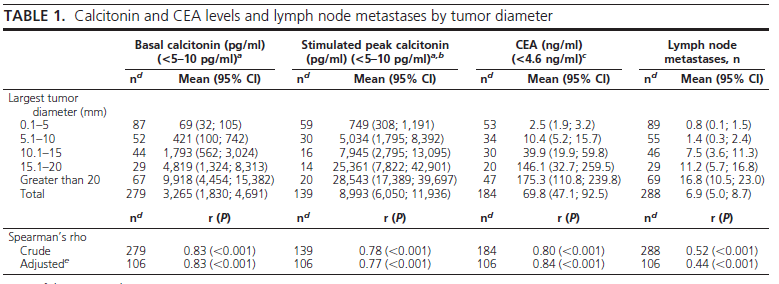 TABLE 1. Calcitonin and CEA levels and lymph node metastases by tumor diameter
Basal calcitonin (pg/ml) Stimulated peak calcitonin CEA (ng/ml) Lymph node
(<5–10 pg/ml)a (pg/ml) (<5–10 pg/ml)a,b (<4.6 ng/ml)c metastases, n
nd Mean (95% CI) nd Mean (95% CI) nd Mean (95% CI) nd Mean (95% CI)
Largest tumor
diameter (mm)
0.1–5 87 69 (32; 105) 59 749 (308; 1,191) 53 2.5 (1.9; 3.2) 89 0.8 (0.1; 1.5)
5.1–10 52 421 (100; 742) 30 5,034 (1,795; 8,392) 34 10.4 (5.2; 15.7) 55 1.4 (0.3; 2.4)
10.1–15 44 1,793 (562; 3,024) 16 7,945 (2,795; 13,095) 30 39.9 (19.9; 59.8) 46 7.5 (3.6; 11.3)
15.1–20 29 4,819 (1,324; 8,313) 14 25,361 (7,822; 42,901) 20 146.1 (32.7; 259.5) 29 11.2 (5.7; 16.8)
Greater than 20 67 9,918 (4,454; 15,382) 20 28,543 (17,389; 39,697) 47 175.3 (110.8; 239.8) 69 16.8 (10.5; 23.0)
Total 279 3,265 (1,830; 4,691) 139 8,993 (6,050; 11,936) 184 69.8 (47.1; 92.5) 288 6.9 (5.0; 8.7)
nd r (P) nd r (P) nd r (P) nd r (P)
Spearman's rho
Crude 279 0.83 (<0.001) 139 0.78 (<0.001) 184 0.80 (<0.001) 288 0.52 (<0.001)
Adjustede 106 0.83 (<0.001) 106 0.77 (<0.001) 106 0.84 (<0.001) 106 0.44 (<0.001)